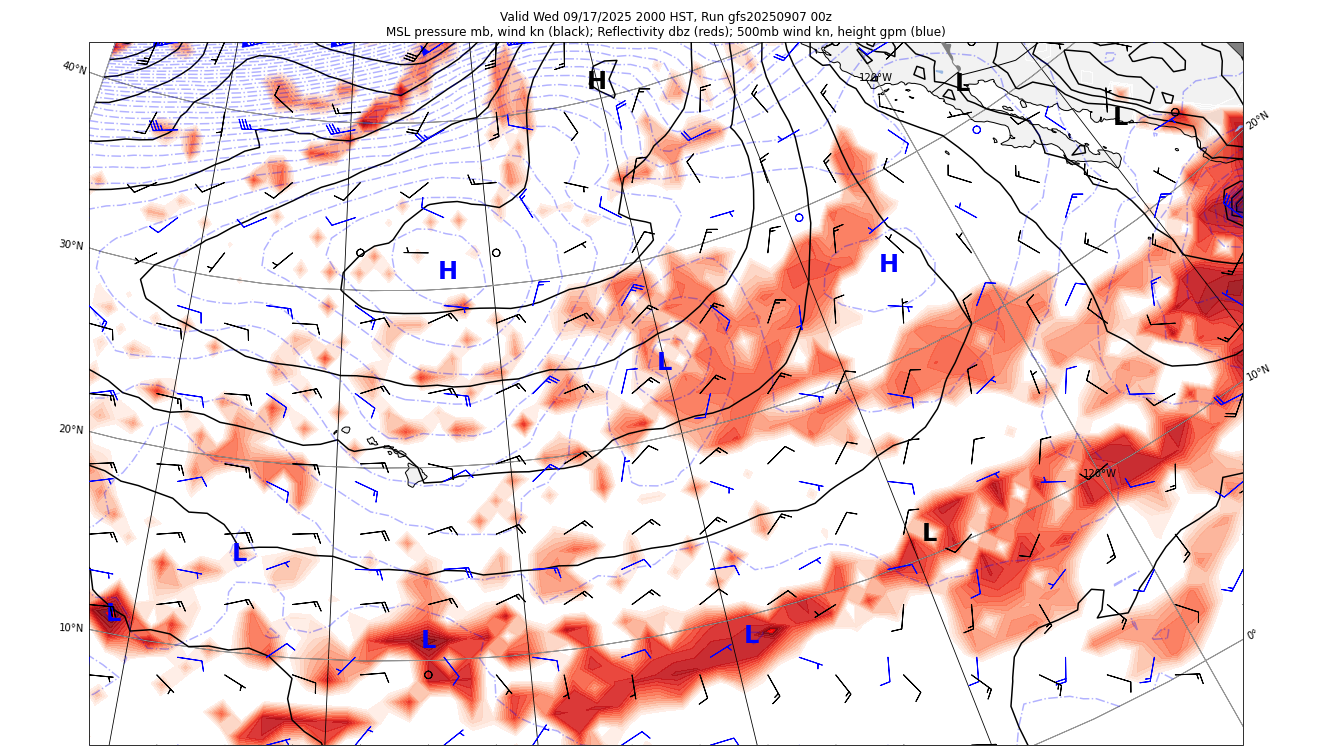 Valid Wed 09/17/2025 2000 HST, Run gfs20250907 00z
MSL pressure mb, wind kn (black); Reflectivity dbz (reds); 500mb wind kn, height gpm (blue)
40°N
H
120°W
L
L
20°N
30°N
H
H
L
10°N
20°N
120°W
L
L
L
10°N
L
L
0°